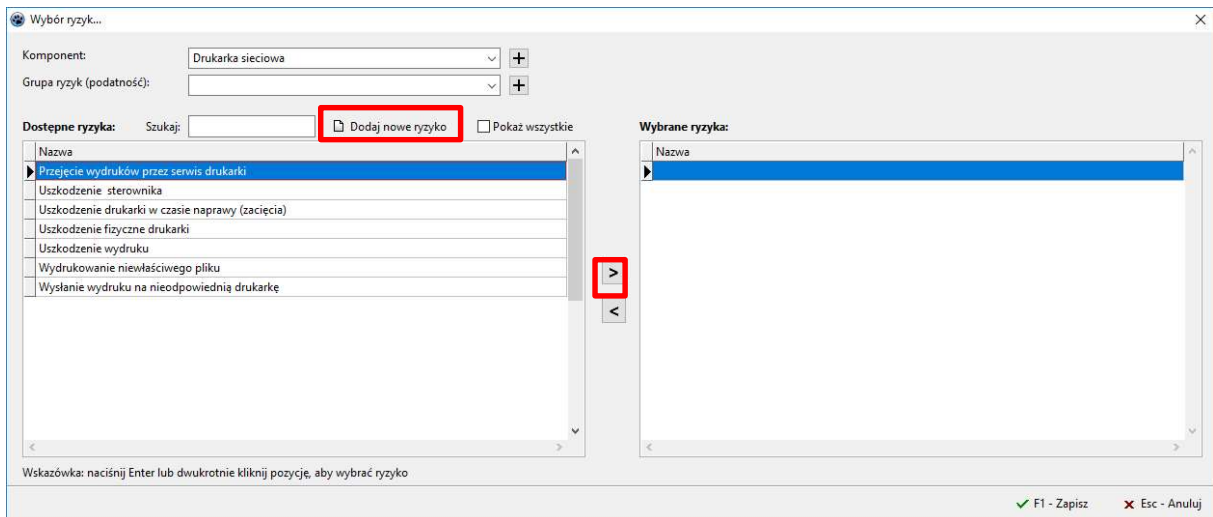 Wybór ryzyk...
Komponent: Drukarka sieciowa
Grupa ryzyk (podatność):
Dostępne ryzyka: Szukaj: Dodaj nowe ryzyko Pokaż wszystkie Wybrane ryzyka:
Nazwa Nazwa
Przejęcie wydruków przez serwis drukarki
Uszkodzenie sterownika
Uszkodzenie drukarki w czasie naprawy (zacięcia)
Uszkodzenie fizyczne drukarki
Uszkodzenie wydruku
Wydrukowanie niewłaściwego pliku
Wysłanie wydruku na nieodpowiednią drukarkę
>
<
Wskazówka: naciśnij Enter lub dwukrotnie kliknij pozycję, aby wybrać ryzyko
F1 - Zapisz Esc - Anuluj